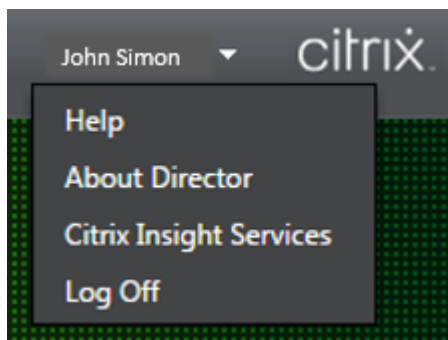 John Simon
citrix
Help
About Director
Citrix Insight Services
Log Off